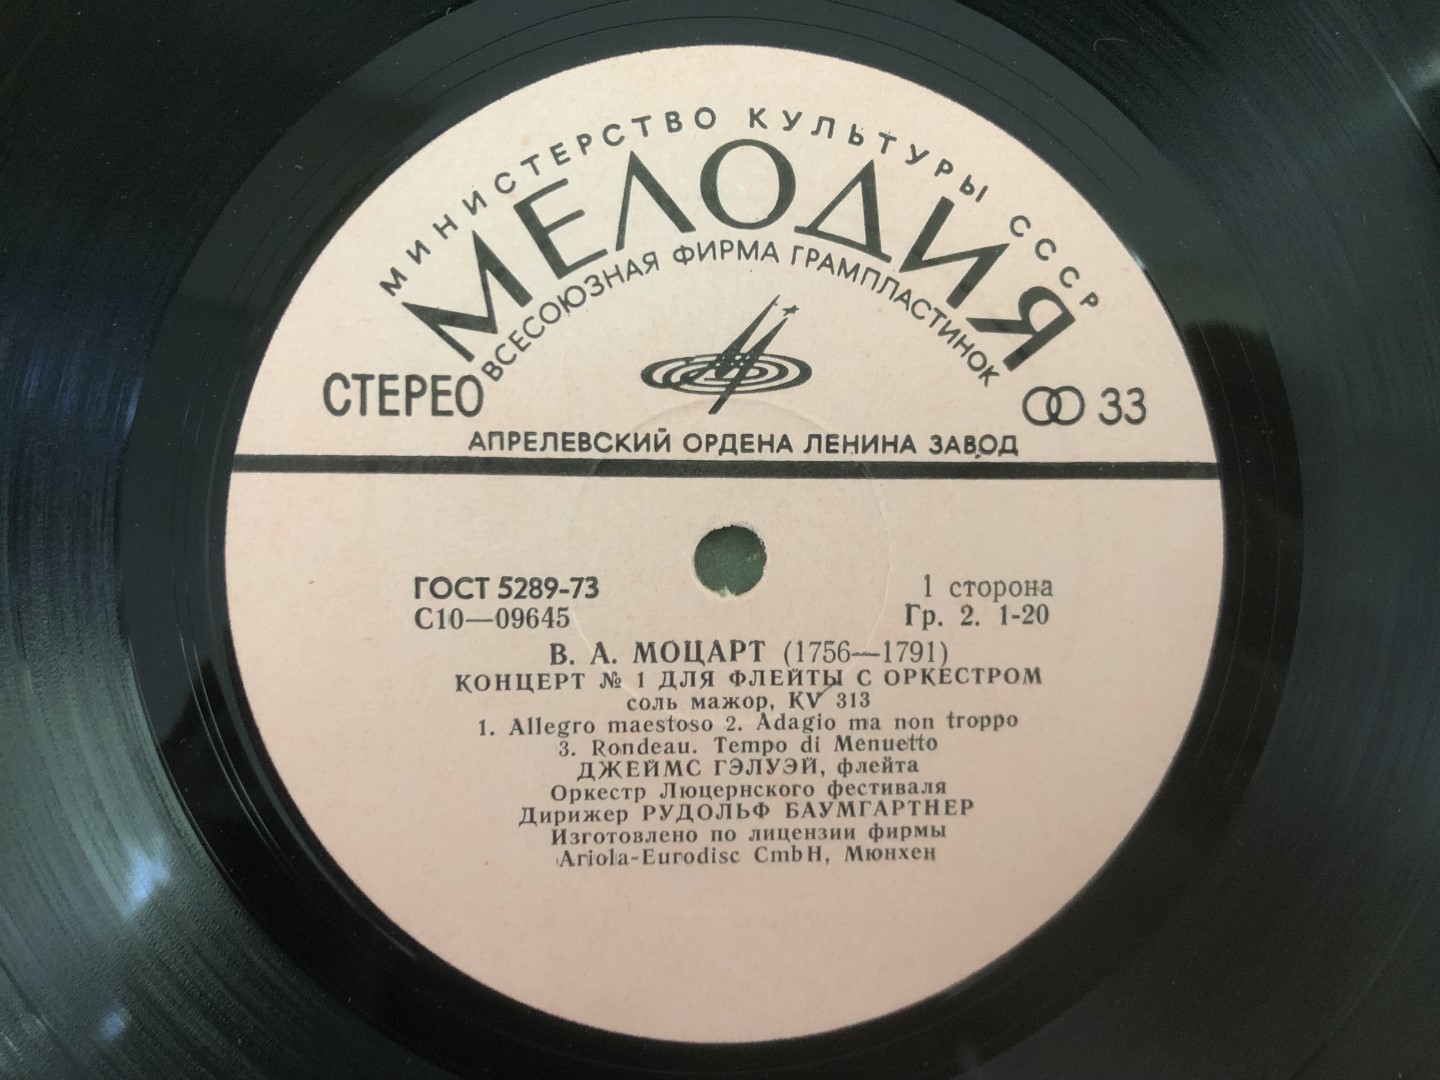 МИНИСТЕРСТВО КУЛЬТУРЫ СССР
МЕЛОДИЯ
ВСЕСОЮЗНАЯ ФИРМА ГРАМПЛАСТИНОК
СТЕРЕО
33
АПРЕЛЕВСКИЙ ОРДЕНА ЛЕНИНА ЗАВОД
ГОСТ 5289-73
1 сторона
С10—09645
Гр. 2. 1-20
В. А. МОЦАРТ (1756—1791)
КОНЦЕРТ № 1 ДЛЯ ФЛЕЙТЫ С ОРКЕСТРОМ
соль мажор, KV 313
1. Allegro maestoso 2. Adagio ma non troppo
3. Rondeau. Tempo di Menuetto
ДЖЕЙМС ГЭЛУЭЙ, флейта
Оркестр Люцернского фестиваля
Дирижер РУДОЛЬФ БАУМГАРТНЕР
Изготовлено по лицензии фирмы
Ariola-Eurodisc CmbH, Мюнхен